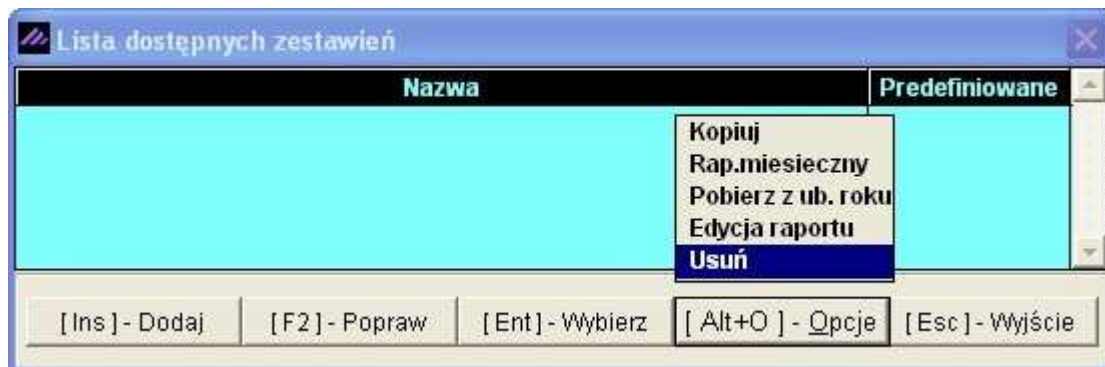 Lista dostępnych zestawień
Nazwa Predefiniowane
Kopiuj
Rap.miesieczny
Pobierz z ub. roku
Edycja raportu
Usuń
[ Ins ] - Dodaj [ F2 ] - Popraw [ Ent ] - Wybierz [ Alt+O ] - Opcje [ Esc ] - Wyjście